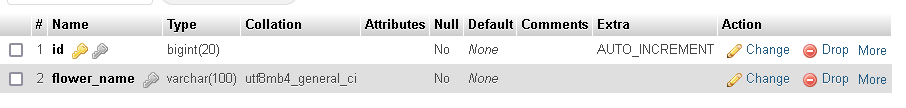 # Name Type Collation Attributes Null Default Comments Extra Action
1 id bigint(20) No None AUTO_INCREMENT Change Drop More
2 flower_name varchar(100) utf8mb4_general_ci No None Change Drop More